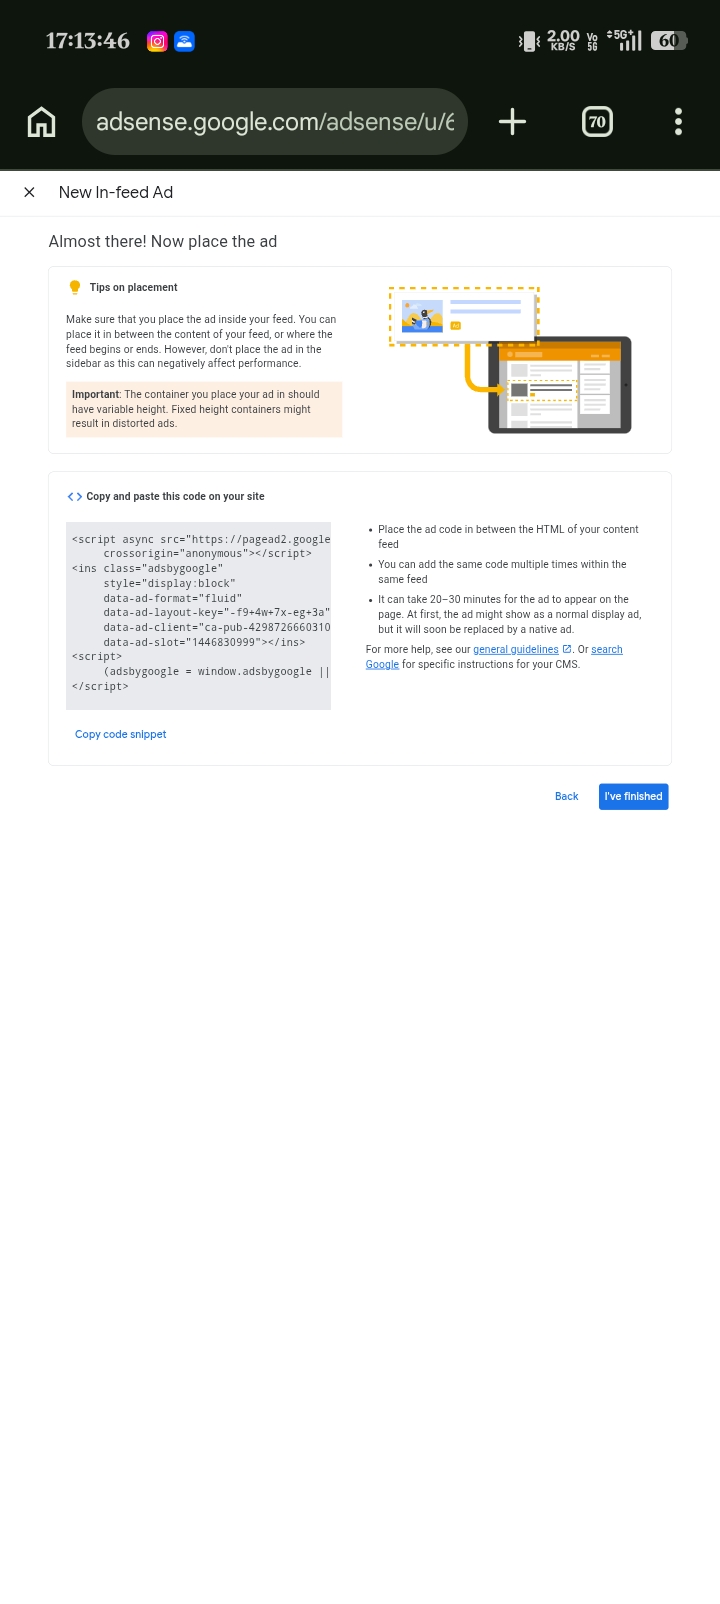 17:13:46
2.00
KB/S
Vo
5G
5G+
60
adsense.google.com/adsense/u/6
70
New In-feed Ad
Almost there! Now place the ad
Tips on placement
Make sure that you place the ad inside your feed. You can
place it in between the content of your feed, or where the
feed begins or ends. However, don't place the ad in the
sidebar as this can negatively affect performance.
Important: The container you place your ad in should
have variable height. Fixed height containers might
result in distorted ads.
Ad
Copy and paste this code on your site
<script async src="https://pagead2.google
crossorigin="anonymous"></script>
<ins class="adsbygoogle"
style="display:block"
data-ad-format="fluid"
data-ad-layout-key="-f9+4w+7x-eg+3a"
data-ad-client="ca-pub-4298726660310
data-ad-slot="1446830999"></ins>
<script>
(adsbygoogle = window.adsbygoogle ||
</script>
Copy code snippet
• Place the ad code in between the HTML of your content
feed
• You can add the same code multiple times within the
same feed
• It can take 20–30 minutes for the ad to appear on the
page. At first, the ad might show as a normal display ad,
but it will soon be replaced by a native ad.
For more help, see our general guidelines. Or search
Google for specific instructions for your CMS.
Back
I've finished